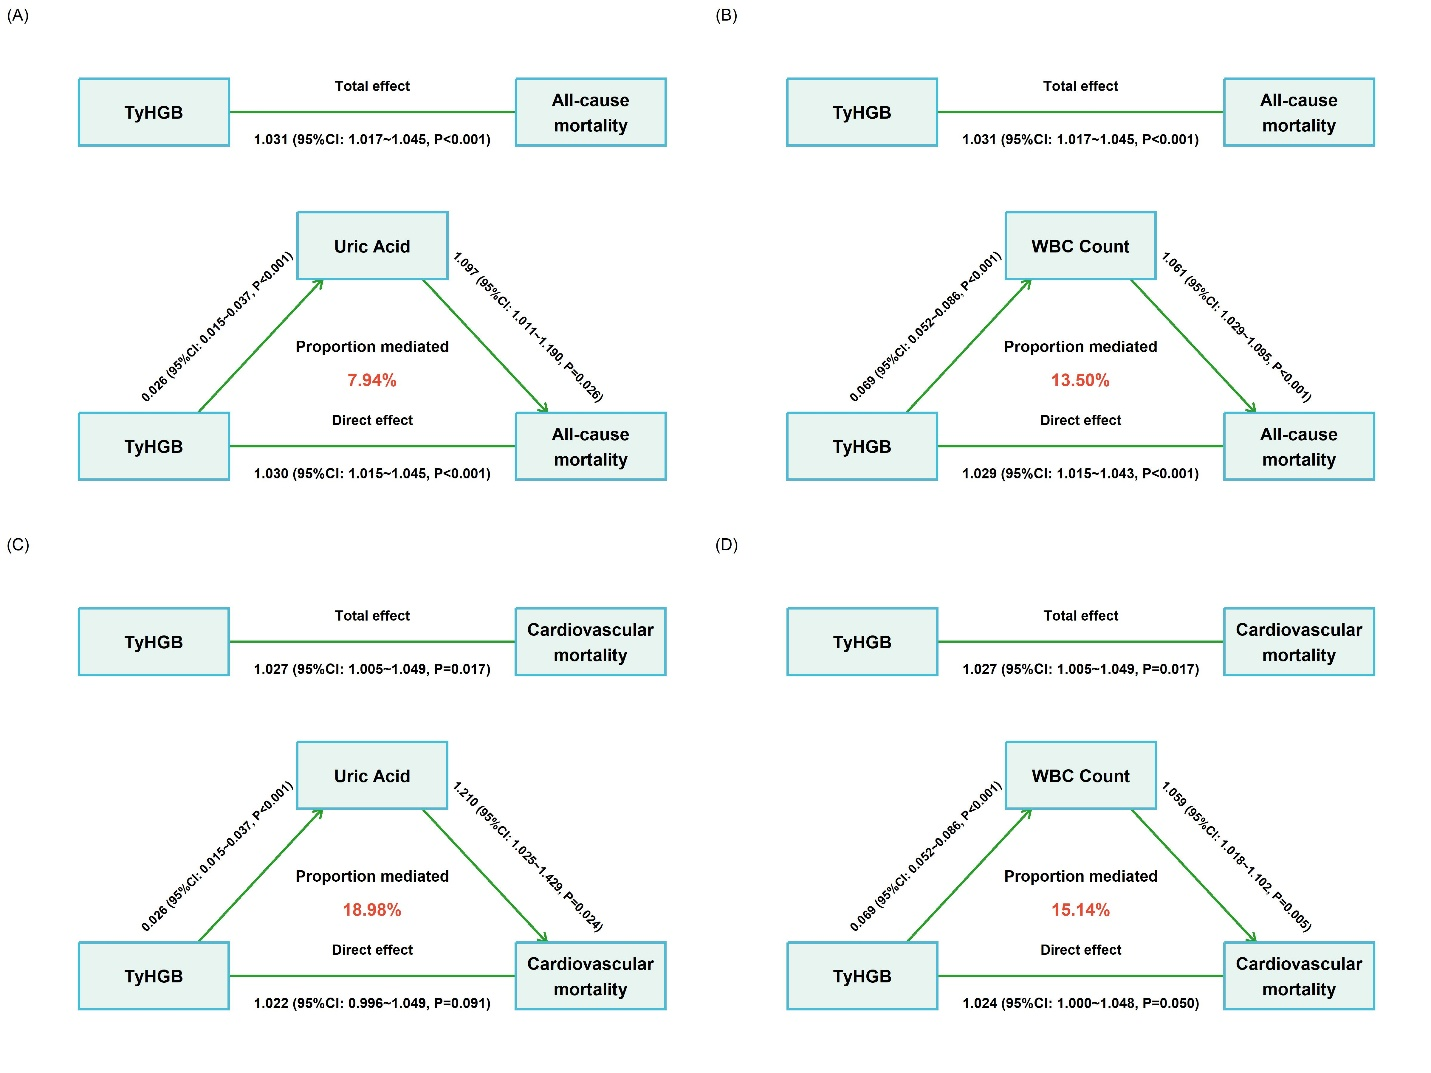 (A)
Total effect
TyHGB
All-cause
mortality
1.031 (95%CI: 1.017~1.045, P<0.001)
Uric Acid
0.026 (95%CI: 0.015~0.037, P<0.001)
1.097 (95%CI: 1.011~1.190, P=0.026)
Proportion mediated
7.94%
Direct effect
TyHGB
All-cause
mortality
1.030 (95%CI: 1.015~1.045, P<0.001)
(B)
Total effect
TyHGB
All-cause
mortality
1.031 (95%CI: 1.017~1.045, P<0.001)
WBC Count
0.069 (95%CI: 0.052~0.086, P<0.001)
1.061 (95%CI: 1.029~1.095, P<0.001)
Proportion mediated
13.50%
Direct effect
TyHGB
All-cause
mortality
1.029 (95%CI: 1.015~1.043, P<0.001)
(C)
Total effect
TyHGB
Cardiovascular
mortality
1.027 (95%CI: 1.005~1.049, P=0.017)
Uric Acid
0.026 (95%CI: 0.015~0.037, P<0.001)
1.210 (95%CI: 1.025~1.429, P=0.024)
Proportion mediated
18.98%
Direct effect
TyHGB
Cardiovascular
mortality
1.022 (95%CI: 0.996~1.049, P=0.091)
(D)
Total effect
TyHGB
Cardiovascular
mortality
1.027 (95%CI: 1.005~1.049, P=0.017)
WBC Count
0.069 (95%CI: 0.052~0.086, P<0.001)
1.059 (95%CI: 1.018~1.102, P=0.005)
Proportion mediated
15.14%
Direct effect
TyHGB
Cardiovascular
mortality
1.024 (95%CI: 1.000~1.048, P=0.050)